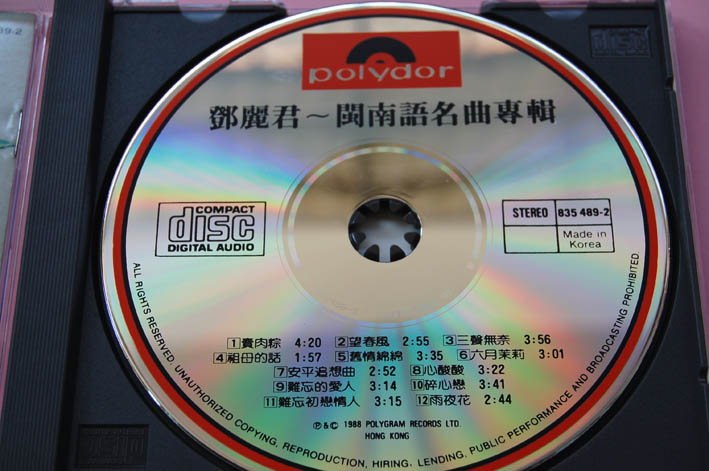 39-2
polydor
鄧麗君～閩南語名曲專輯
COMPACT
disc
DIGITAL AUDIO
STEREO 835 489-2
Made in
Korea
1賣肉粽 4:20 2望春風 2:55 3三聲無奈 3:56
4祖母的話 1:57 5舊情綿綿 3:35 6六月茉莉 3:01
7安平追想曲 2:52 8心酸酸 3:22
9難忘的愛人 3:14 10碎心戀 3:41
11難忘初戀情人 3:15 12雨夜花 2:44
℗&© 1988 POLYGRAM RECORDS LTD.
HONG KONG
ALL RIGHTS RESERVED. UNAUTHORIZED COPYING, REPRODUCTION, HIRING, LENDING, PUBLIC PERFORMANCE AND BROADCASTING PROHIBITED